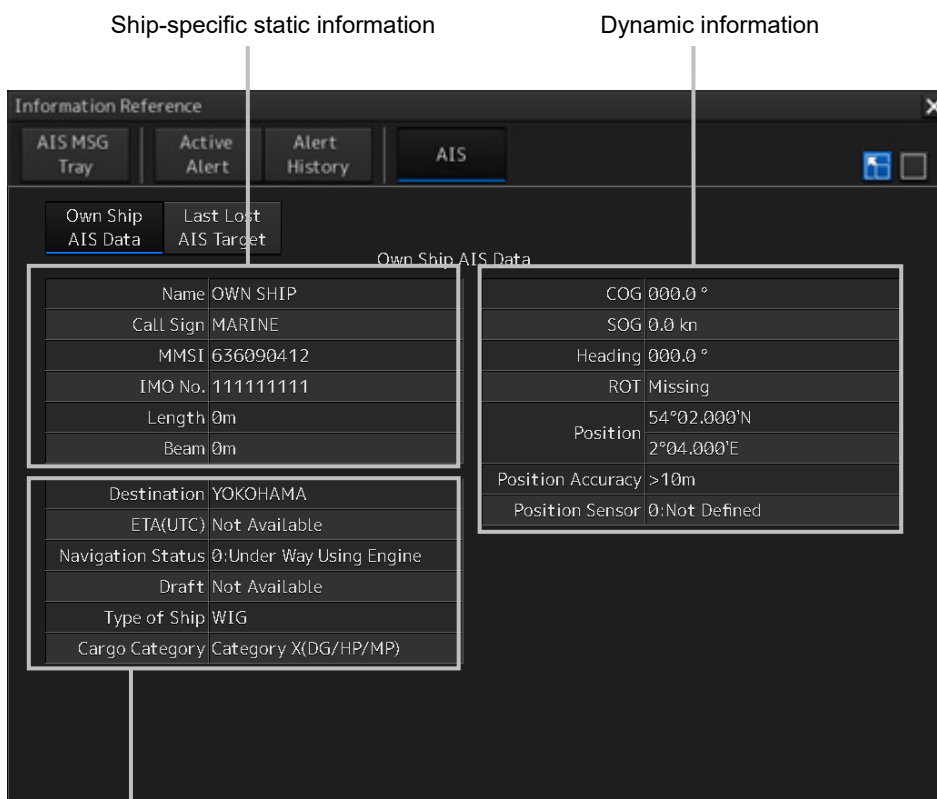 Ship-specific static information
Dynamic information
Information Reference
AIS MSG
Tray
Active
Alert
Alert
History
AIS
Own Ship
AIS Data
Last Lost
AIS Target
Own Ship AIS Data
Name OWN SHIP
Call Sign MARINE
MMSI 636090412
IMO No. 111111111
Length 0m
Beam 0m
Destination YOKOHAMA
ETA(UTC) Not Available
Navigation Status 0:Under Way Using Engine
Draft Not Available
Type of Ship WIG
Cargo Category Category X(DG/HP/MP)
COG 000.0 °
SOG 0.0 kn
Heading 000.0 °
ROT Missing
Position
54°02.000'N
2°04.000'E
Position Accuracy >10m
Position Sensor 0:Not Defined